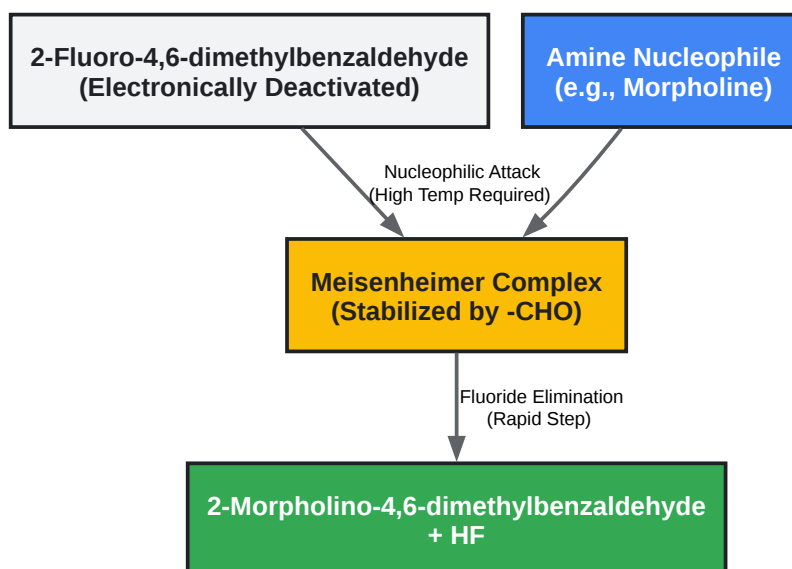 2-Fluoro-4,6-dimethylbenzaldehyde
(Electronically Deactivated)
Amine Nucleophile
(e.g., Morpholine)
Nucleophilic Attack
(High Temp Required)
Meisenheimer Complex
(Stabilized by -CHO)
Fluoride Elimination
(Rapid Step)
2-Morpholino-4,6-dimethylbenzaldehyde
+ HF